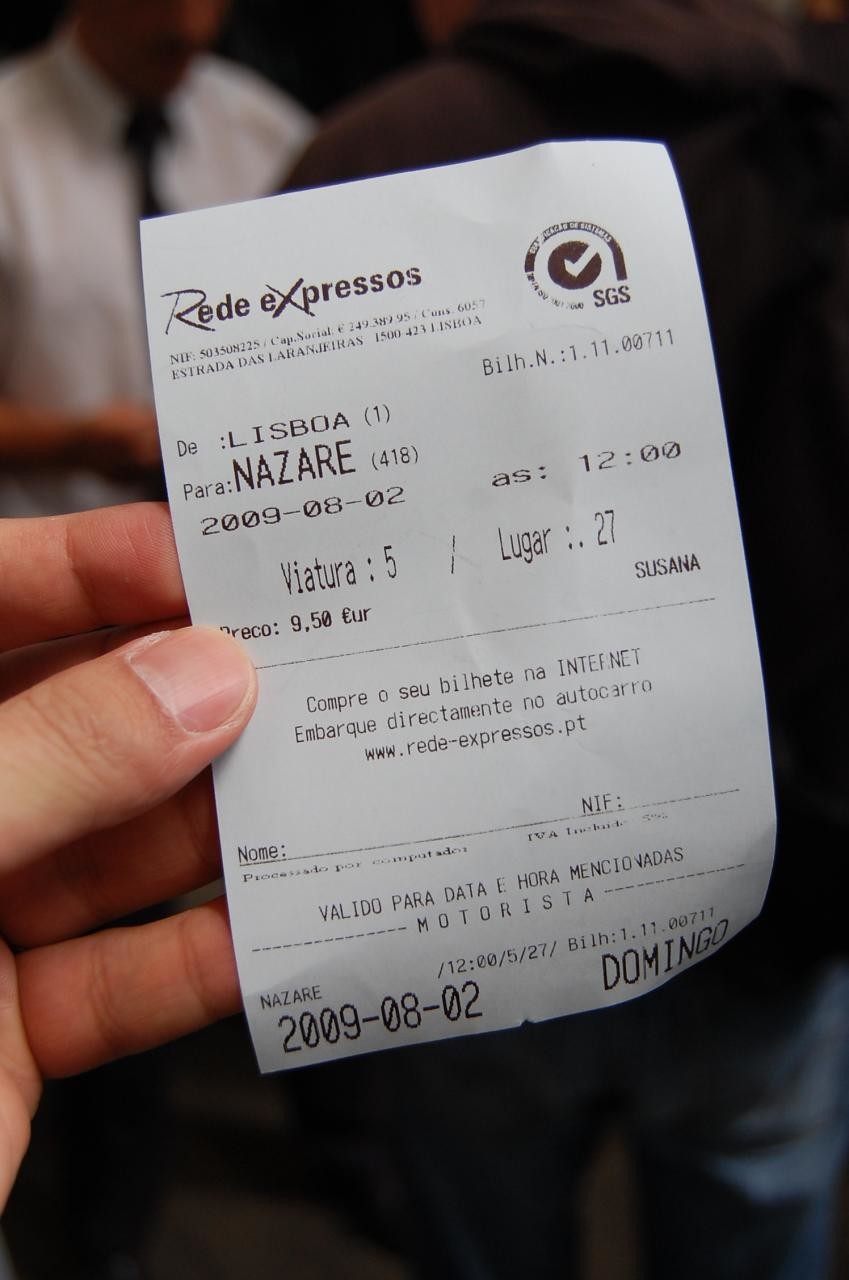 Rede eXpressos
SGS
NIF: 503508225 / Cap.Social: € 249.389.95 / Cons. 6057
ESTRADA DAS LARANJEIRAS 1500-423 LISBOA
Bilh.N.:1.11.00711
De :LISBOA (1)
Para:NAZARE (418)
2009-08-02 as: 12:00
Viatura : 5 / Lugar :. 27
SUSANA
Preco: 9,50 €ur
Compre o seu bilhete na INTERNET
Embarque directamente no autocarro
www.rede-expressos.pt
Nome: NIF:
Processado por computador IVA Incluido 5%
VALIDO PARA DATA E HORA MENCIONADAS
--------------- M O T O R I S T A ---------------
NAZARE /12:00/5/27/ Bilh:1.11.00711
2009-08-02 DOMINGO